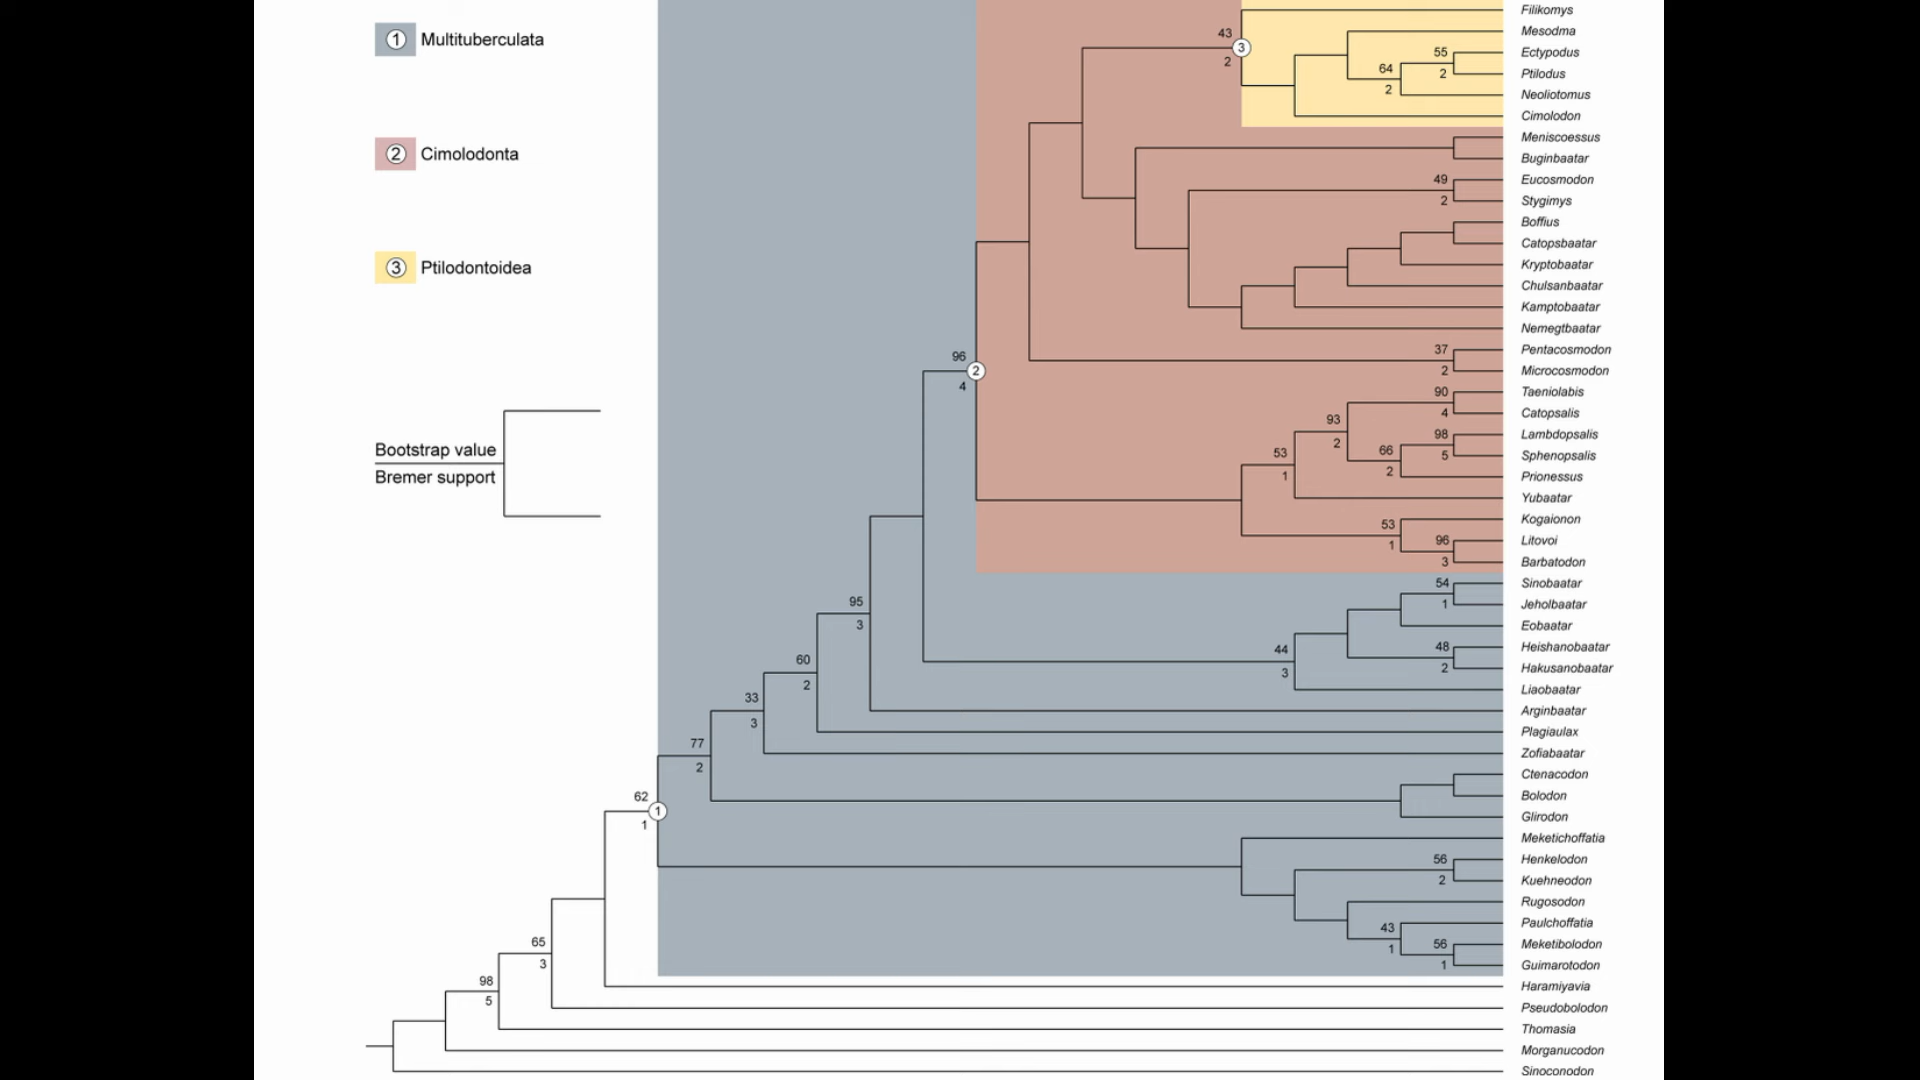 1 Multituberculata
2 Cimolodonta
3 Ptilodontoidea
Bootstrap value
Bremer support
43
3
2
55
2
64
2
49
2
96
2
4
37
2
90
4
93
2
98
5
66
2
53
1
53
1
96
3
54
1
95
3
48
2
44
3
60
2
33
3
77
2
62
1
1
56
2
43
1
56
1
65
3
98
5
Filikomys
Mesodma
Ectypodus
Ptilodus
Neoliotomus
Cimolodon
Meniscoessus
Buginbaatar
Eucosmodon
Stygimys
Boffius
Catopsbaatar
Kryptobaatar
Chulsanbaatar
Kamptobaatar
Nemegtbaatar
Pentacosmodon
Microcosmodon
Taeniolabis
Catopsalis
Lambdopsalis
Sphenopsalis
Prionessus
Yubaatar
Kogaionon
Litovoi
Barbatodon
Sinobaatar
Jeholbaatar
Eobaatar
Heishanobaatar
Hakusanobaatar
Liaobaatar
Arginbaatar
Plagiaulax
Zofiabaatar
Ctenacodon
Bolodon
Glirodon
Meketichoffatia
Henkelodon
Kuehneodon
Rugosodon
Paulchoffatia
Meketibolodon
Guimarotodon
Haramiyavia
Pseudobolodon
Thomasia
Morganucodon
Sinoconodon